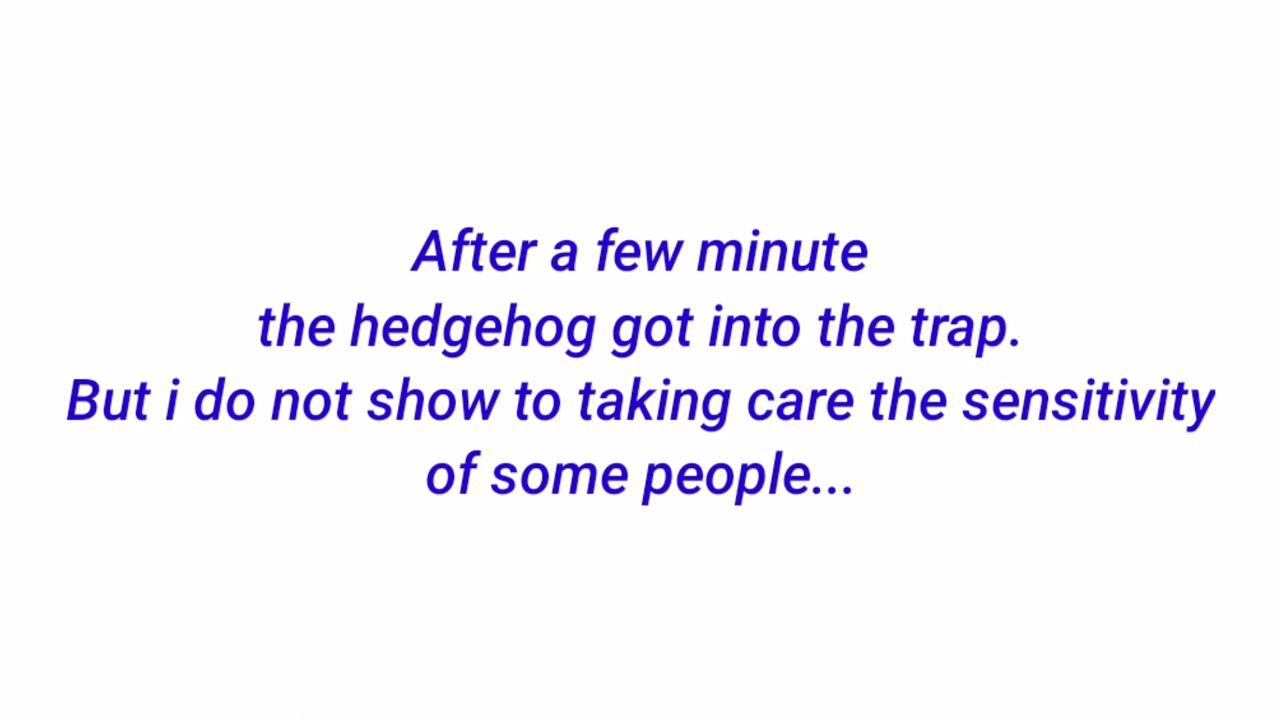 After a few minute
the hedgehog got into the trap.
But i do not show to taking care the sensitivity
of some people...